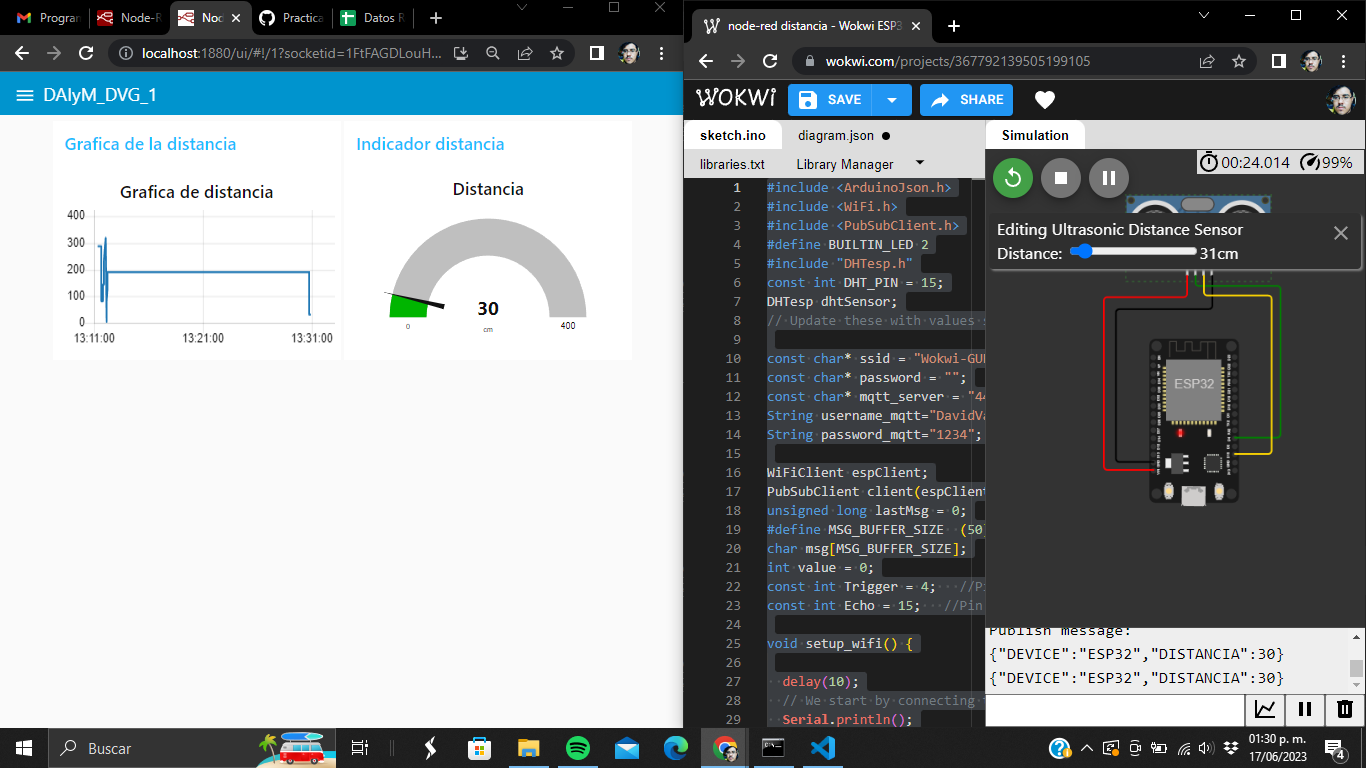 Program
Node-R
Noc
Practica
Datos R
localhost:1880/ui/#!/1?socketid=1FtFAGDLouH...
DAIyM_DVG_1
Grafica de la distancia
Grafica de distancia
400
300
200
100
0
13:11:00
13:21:00
13:31:00
Indicador distancia
Distancia
30
cm
0
400
node-red distancia - Wokwi ESP3
wokwi.com/projects/367792139505199105
WOKWI
SAVE
SHARE
sketch.ino
diagram.json
libraries.txt
Library Manager
1 #include <ArduinoJson.h>
2 #include <WiFi.h>
3 #include <PubSubClient.h>
4 #define BUILTIN_LED 2
5 #include "DHTesp.h"
6 const int DHT_PIN = 15;
7 DHTesp dhtSensor;
8 // Update these with values s
9
10 const char* ssid = "Wokwi-GUE
11 const char* password = "";
12 const char* mqtt_server = "44
13 String username_mqtt="DavidVa
14 String password_mqtt="1234";
15
16 WiFiClient espClient;
17 PubSubClient client(espClient
18 unsigned long lastMsg = 0;
19 #define MSG_BUFFER_SIZE (50)
20 char msg[MSG_BUFFER_SIZE];
21 int value = 0;
22 const int Trigger = 4; //Pi
23 const int Echo = 15; //Pin
24
25 void setup_wifi() {
26
27 delay(10);
28 // We start by connecting
29 Serial.println();
Simulation
00:24.014
99%
Editing Ultrasonic Distance Sensor
Distance:
31cm
ESP32
Publish message:
{"DEVICE":"ESP32","DISTANCIA":30}
{"DEVICE":"ESP32","DISTANCIA":30}
Buscar
01:30 p. m.
17/06/2023
4